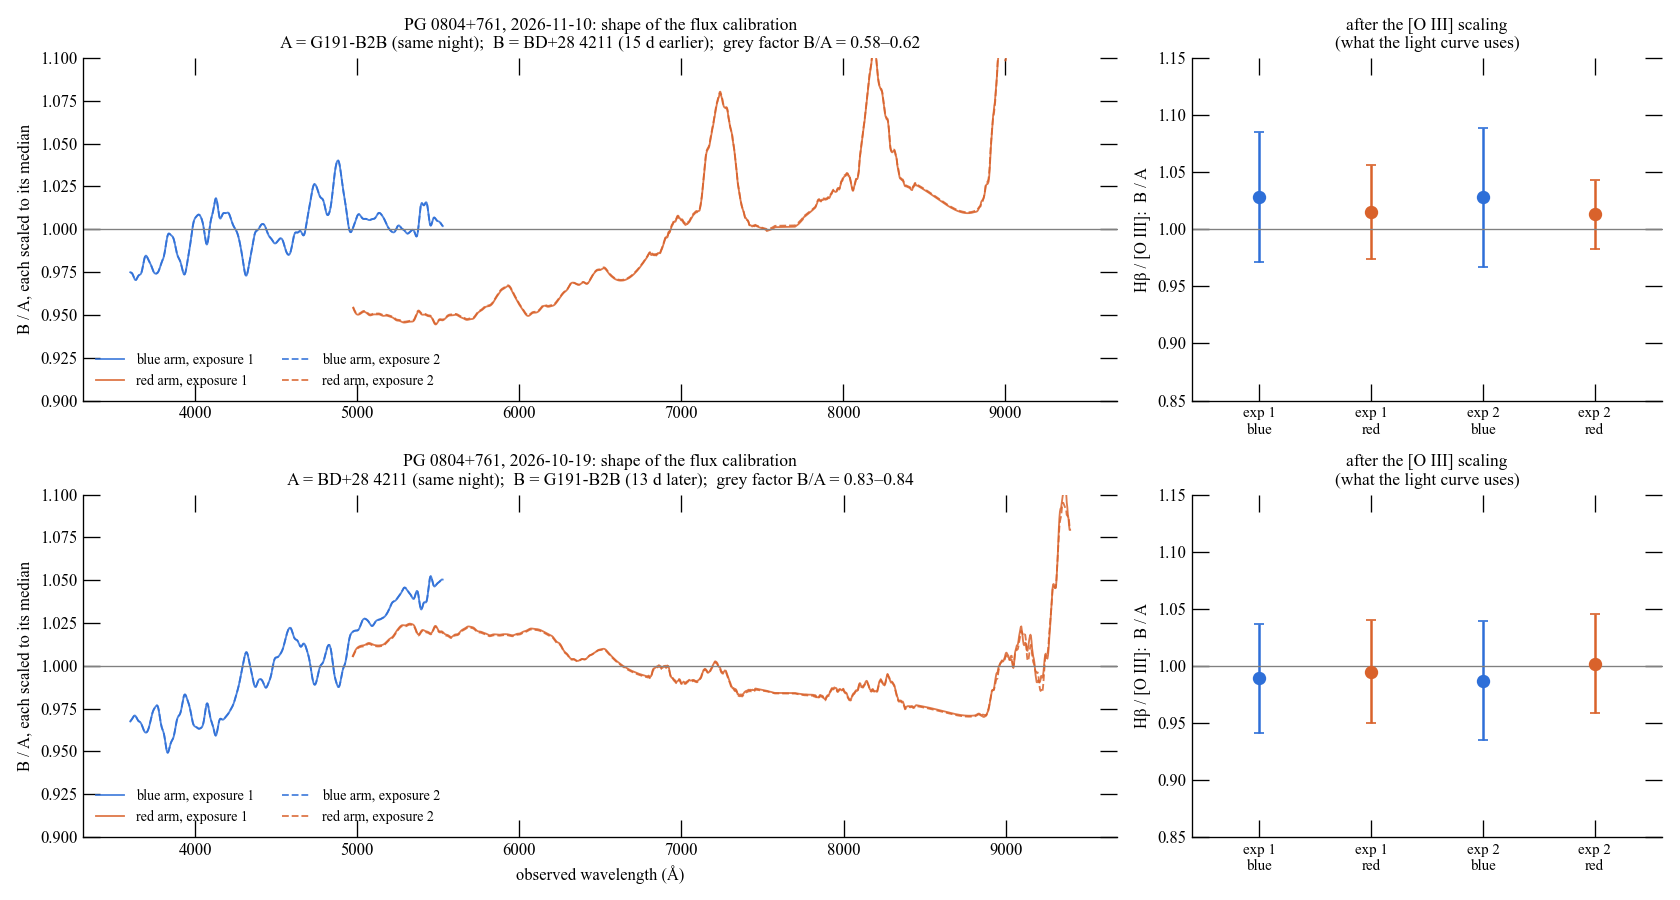 PG 0804+761, 2026-11-10: shape of the flux calibration
A = G191-B2B (same night);  B = BD+28 4211 (15 d earlier);  grey factor B/A = 0.58–0.62
B / A, each scaled to its median
1.100
1.075
1.050
1.025
1.000
0.975
0.950
0.925
0.900
blue arm, exposure 1
red arm, exposure 1
blue arm, exposure 2
red arm, exposure 2
4000 5000 6000 7000 8000 9000
after the [O III] scaling
(what the light curve uses)
Hβ / [O III]:  B / A
1.15
1.10
1.05
1.00
0.95
0.90
0.85
exp 1 blue
exp 1 red
exp 2 blue
exp 2 red
PG 0804+761, 2026-10-19: shape of the flux calibration
A = BD+28 4211 (same night);  B = G191-B2B (13 d later);  grey factor B/A = 0.83–0.84
B / A, each scaled to its median
1.100
1.075
1.050
1.025
1.000
0.975
0.950
0.925
0.900
blue arm, exposure 1
red arm, exposure 1
blue arm, exposure 2
red arm, exposure 2
4000 5000 6000 7000 8000 9000
observed wavelength (Å)
after the [O III] scaling
(what the light curve uses)
Hβ / [O III]:  B / A
1.15
1.10
1.05
1.00
0.95
0.90
0.85
exp 1 blue
exp 1 red
exp 2 blue
exp 2 red